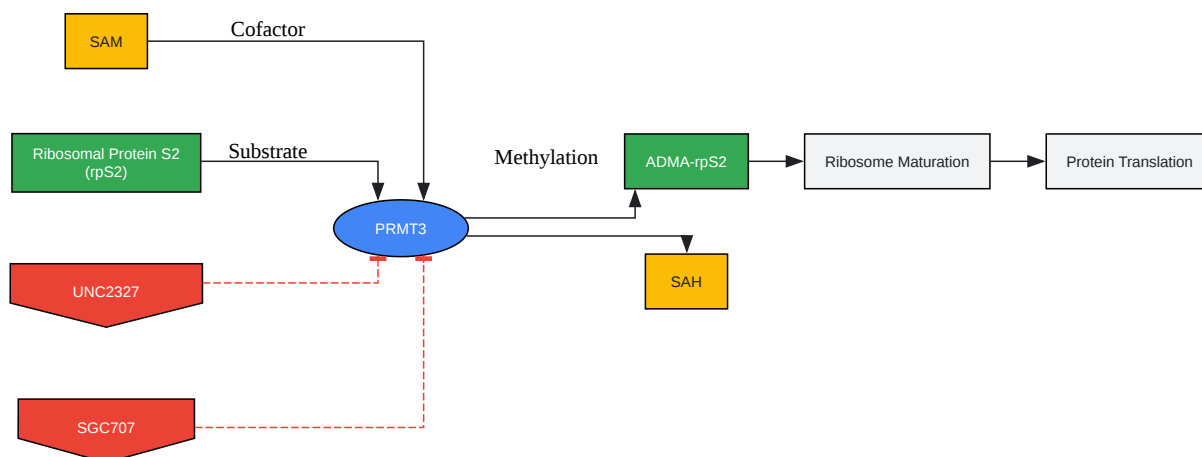 SAM
Cofactor
Ribosomal Protein S2
(rpS2)
Substrate
Methylation
ADMA-rpS2
Ribosome Maturation
Protein Translation
PRMT3
SAH
UNC2327
SGC707